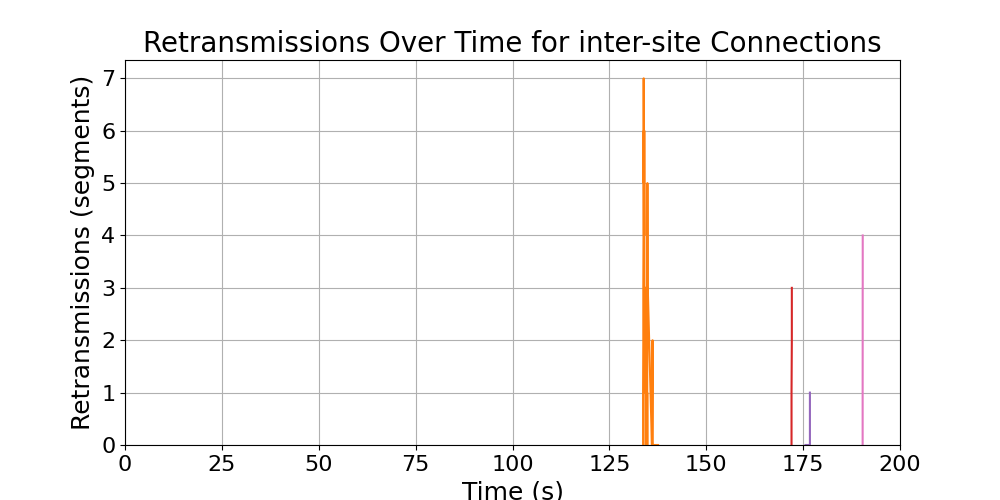 Retransmissions Over Time for inter-site Connections
Retransmissions (segments)
7
6
5
4
3
2
1
0
0 25 50 75 100 125 150 175 200
Time (s)